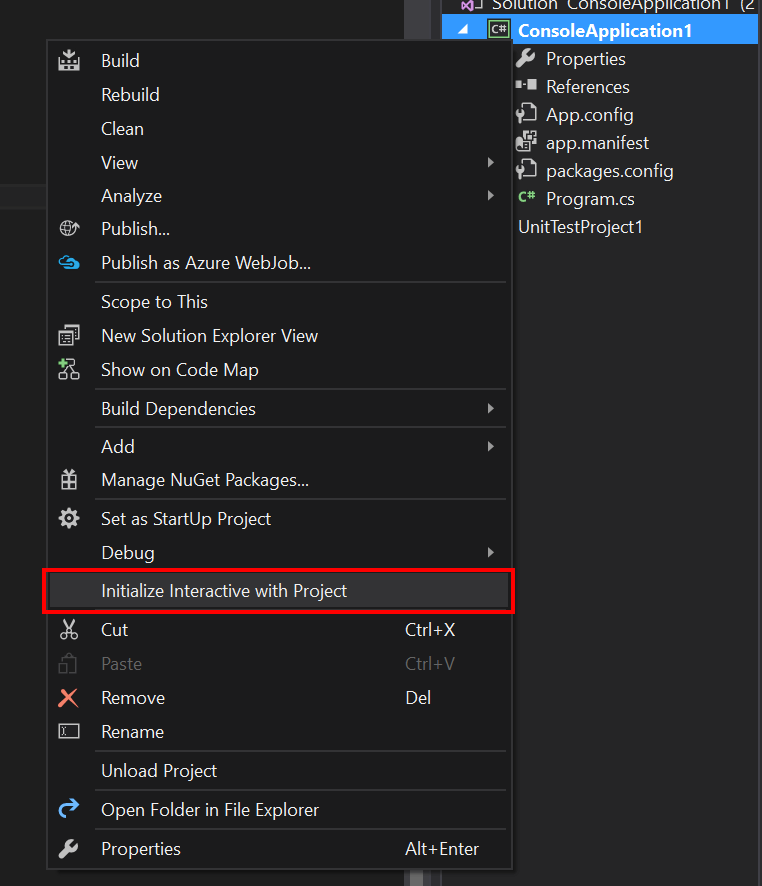 Solution 'ConsoleApplication1' (2
C# ConsoleApplication1
Properties
References
App.config
app.manifest
packages.config
C# Program.cs
UnitTestProject1
Build
Rebuild
Clean
View
Analyze
Publish...
Publish as Azure WebJob...
Scope to This
New Solution Explorer View
Show on Code Map
Build Dependencies
Add
Manage NuGet Packages...
Set as StartUp Project
Debug
Initialize Interactive with Project
Cut Ctrl+X
Paste Ctrl+V
Remove Del
Rename
Unload Project
Open Folder in File Explorer
Properties Alt+Enter